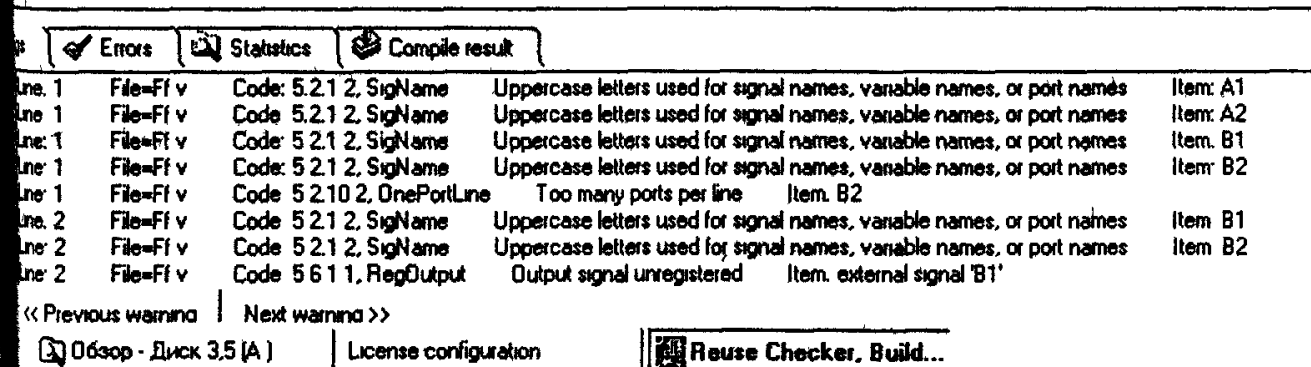 Errors Statistics Compile result
Line. 1 File=Ff v Code: 5.2.1 2, SigName Uppercase letters used for signal names, variable names, or port names Item: A1
Line 1 File=Ff v Code 5.2.1 2, SigName Uppercase letters used for signal names, variable names, or port names Item: A2
Line: 1 File=Ff v Code: 5 2.1 2, SigName Uppercase letters used for signal names, variable names, or port names Item. B1
Line: 1 File=Ff v Code: 5 2.1 2, SigName Uppercase letters used for signal names, variable names, or port names Item: B2
Line: 1 File=Ff v Code 5 2.10 2, OnePortLine Too many ports per line Item. B2
Line. 2 File=Ff v Code 5 2.1 2, SigName Uppercase letters used for signal names, variable names, or port names Item B1
Line: 2 File=Ff v Code 5 2.1 2, SigName Uppercase letters used for signal names, variable names, or port names Item B2
Line: 2 File=Ff v Code 5 6 1 1, RegOutput Output signal unregistered Item. external signal 'B1'
<< Previous warning | Next warning >>
Обзор - Диск 3,5 (A ) License configuration Reuse Checker, Build...